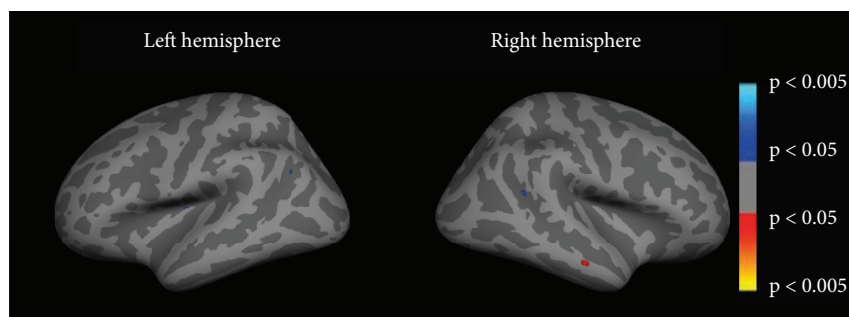 Left hemisphere
Right hemisphere
p < 0.005
p < 0.05
p < 0.05
p < 0.005